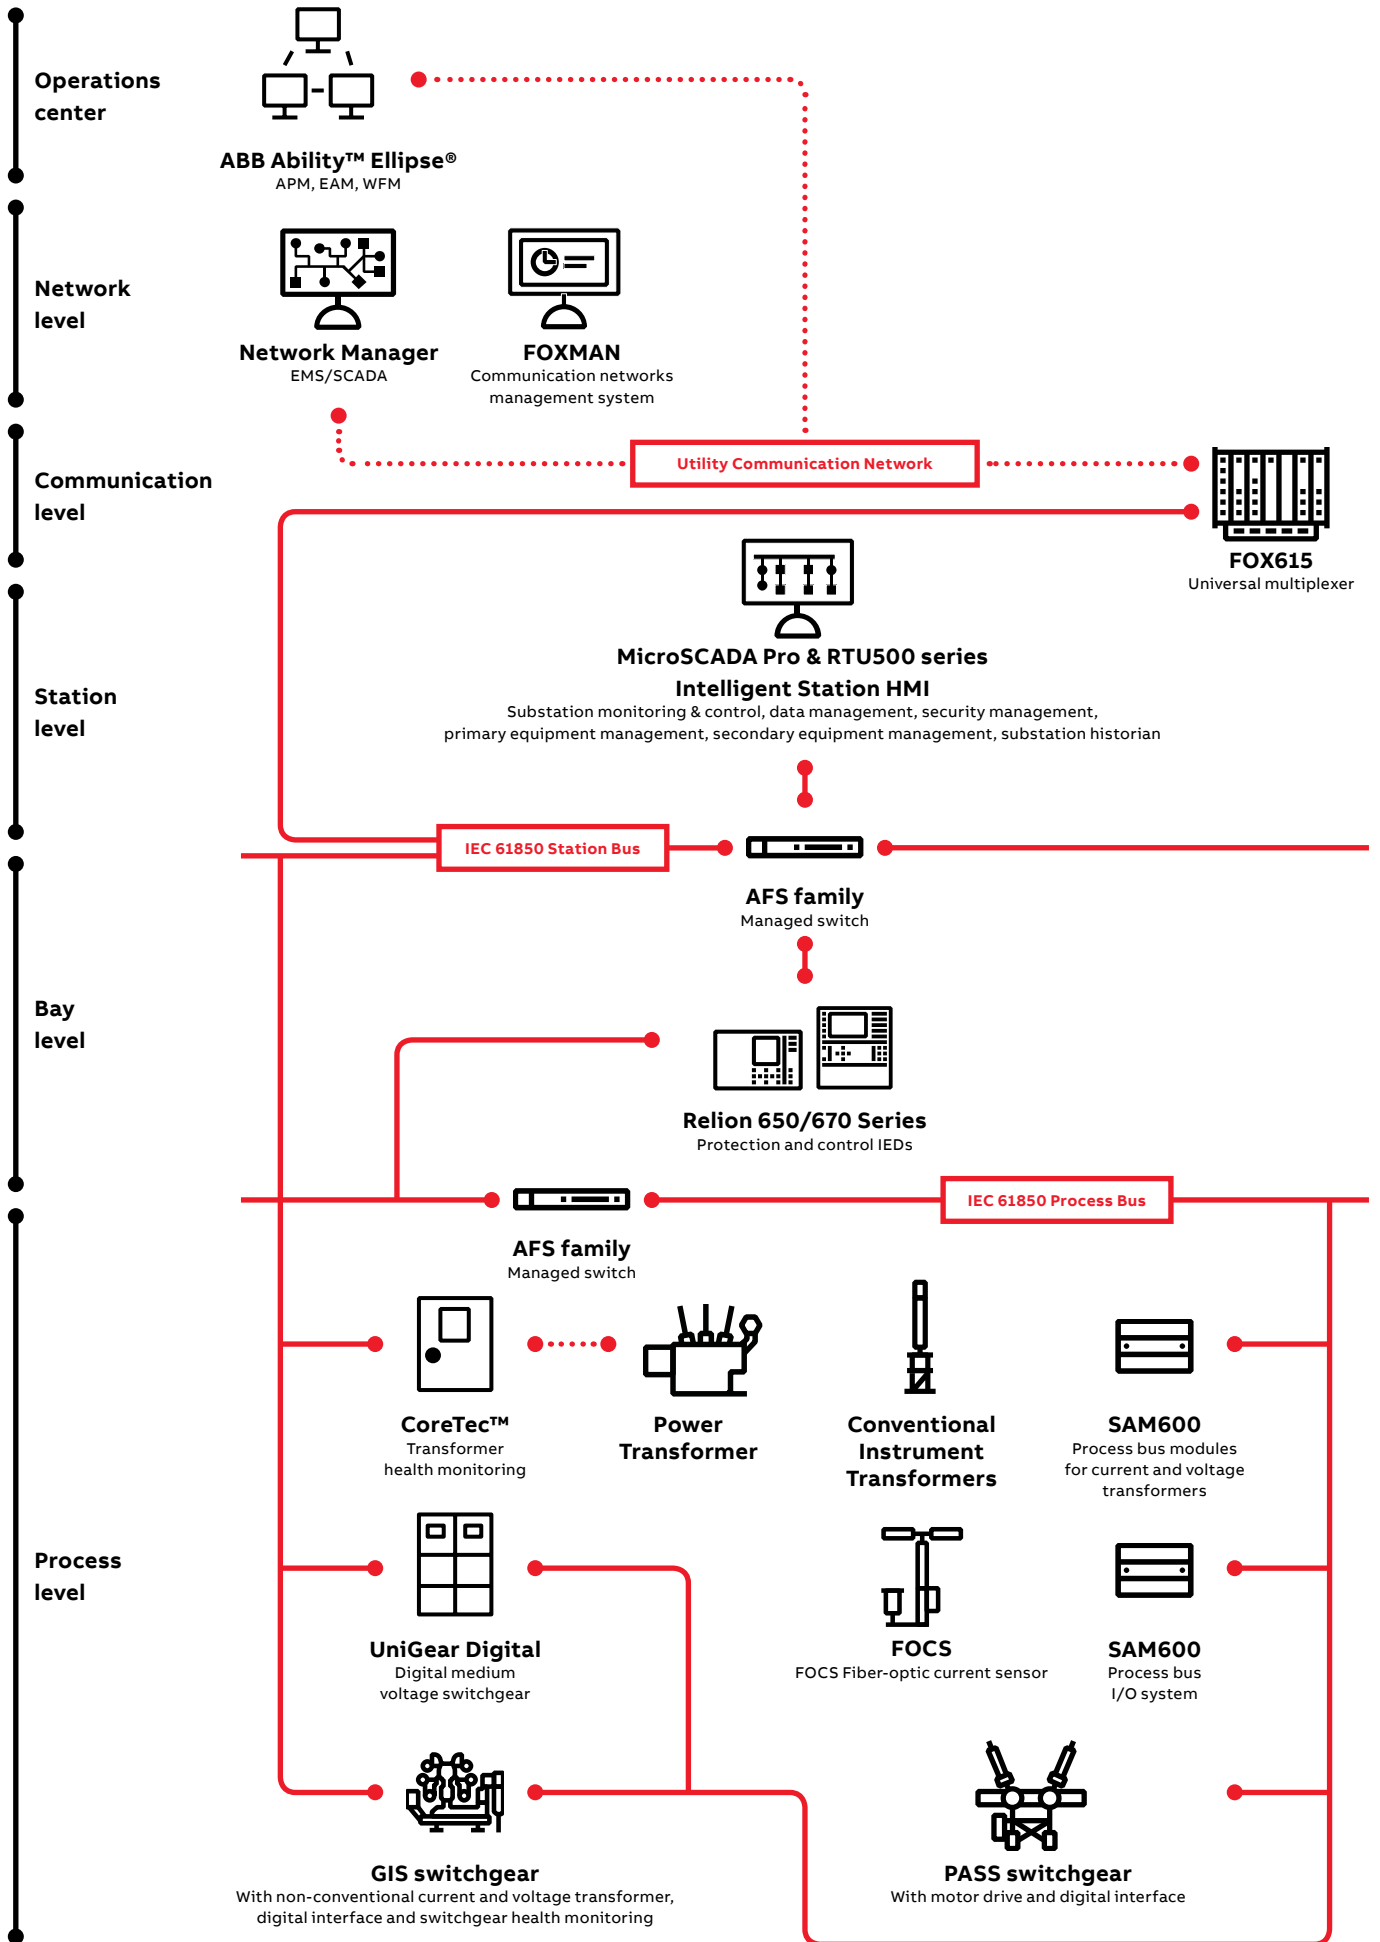 Operations
center
ABB Ability™ Ellipse®
APM, EAM, WFM
Network
level
Network Manager
EMS/SCADA
FOXMAN
Communication networks
management system
Communication
level
Utility Communication Network
FOX615
Universal multiplexer
Station
level
MicroSCADA Pro & RTU500 series
Intelligent Station HMI
Substation monitoring & control, data management, security management,
primary equipment management, secondary equipment management, substation historian
IEC 61850 Station Bus
AFS family
Managed switch
Bay
level
Relion 650/670 Series
Protection and control IEDs
IEC 61850 Process Bus
AFS family
Managed switch
Process
level
CoreTec™
Transformer
health monitoring
Power
Transformer
Conventional
Instrument
Transformers
SAM600
Process bus modules
for current and voltage
transformers
UniGear Digital
Digital medium
voltage switchgear
FOCS
FOCS Fiber-optic current sensor
SAM600
Process bus
I/O system
GIS switchgear
With non-conventional current and voltage transformer,
digital interface and switchgear health monitoring
PASS switchgear
With motor drive and digital interface